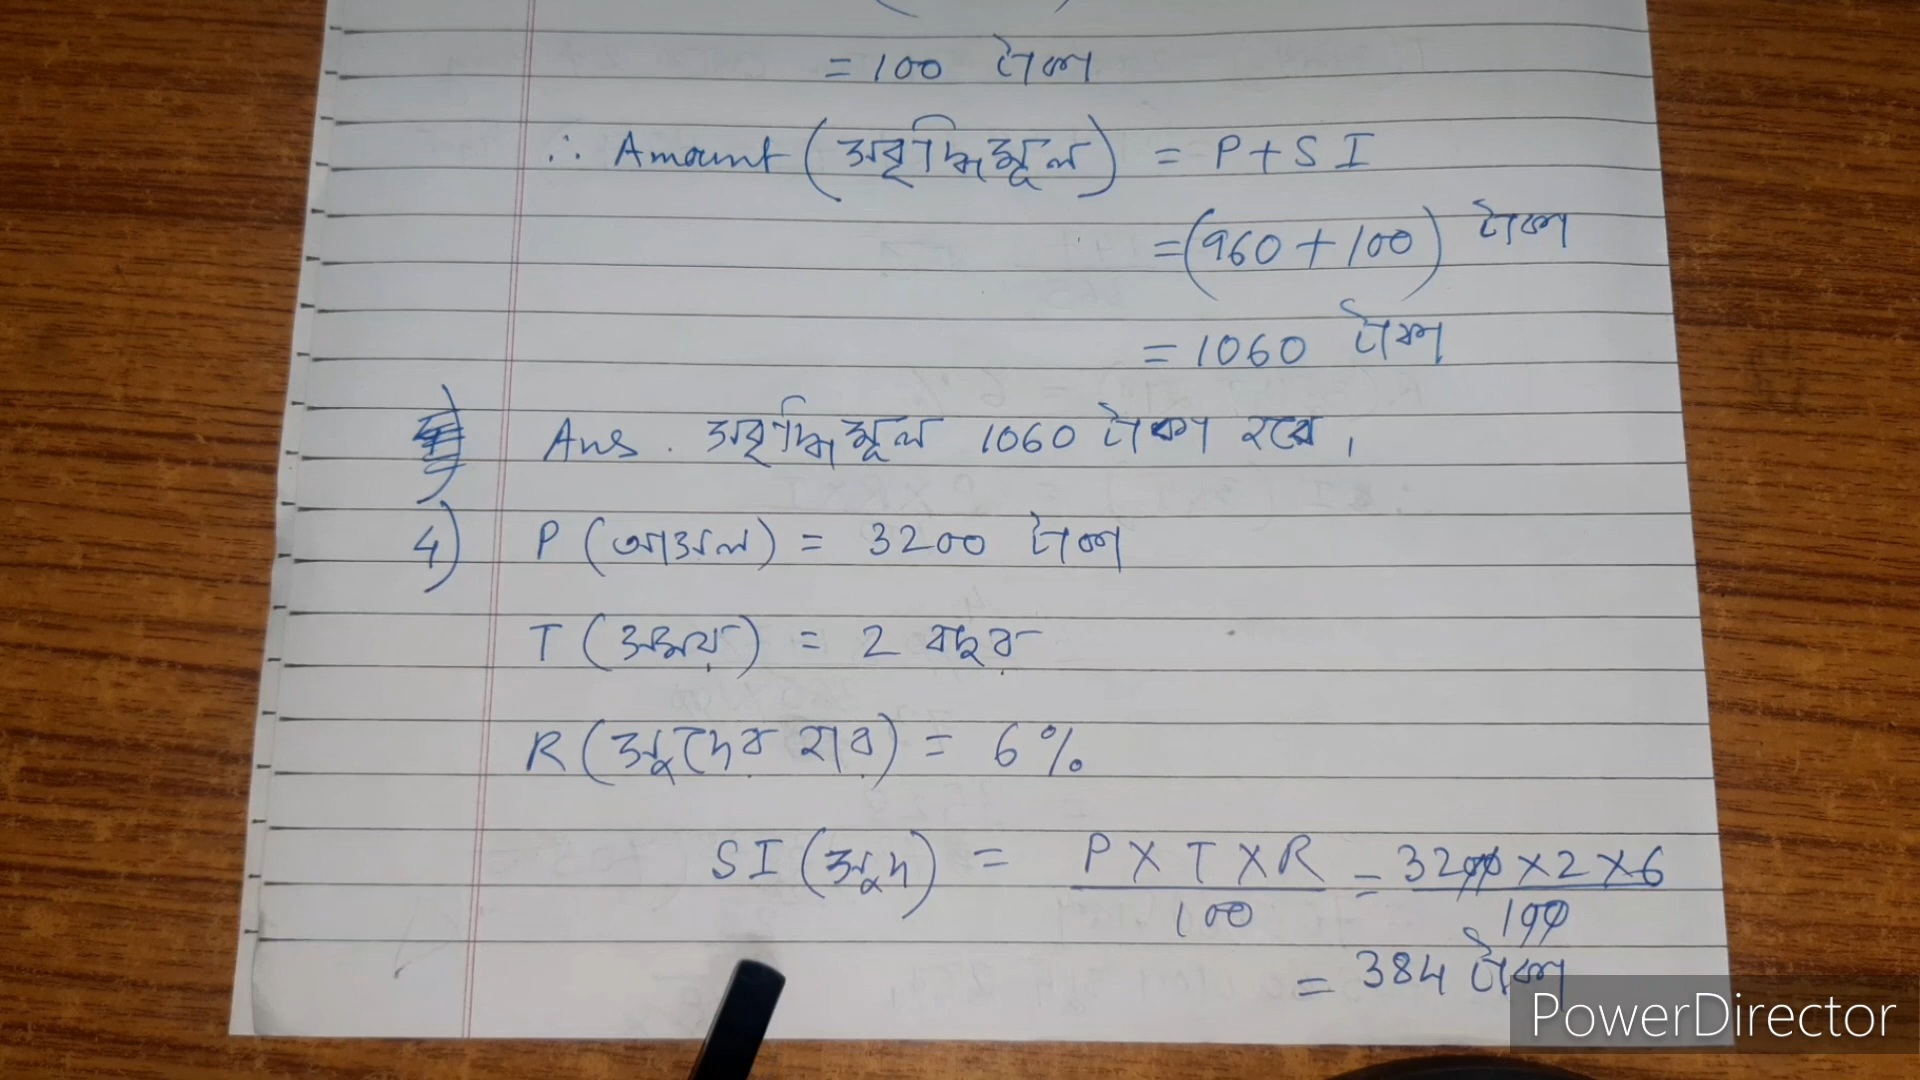 = 100 টাকা
∴ Amount (সবৃদ্ধিমূল) = P + S I
= (960 + 100) টাকা
= 1060 টাকা
Ans. সবৃদ্ধিমূল 1060 টাকা হবে।
4) P (আসল) = 3200 টাকা
T (সময়) = 2 বছর
R (সুদের হার) = 6%
SI (সুদ) = P X T X R / 100 = 3200 x 2 x 6 / 100
= 384 টাকা
PowerDirector